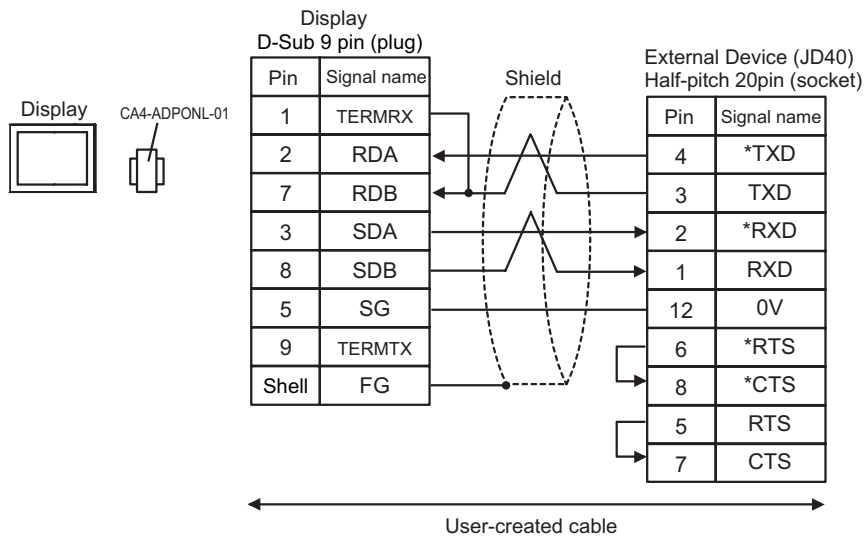 Display
D-Sub 9 pin (plug)
External Device (JD40)
Half-pitch 20pin (socket)
Display
CA4-ADPONL-01
Shield
Pin Signal name
1 TERMRX
2 RDA
7 RDB
3 SDA
8 SDB
5 SG
9 TERMTX
Shell FG
Pin Signal name
4 *TXD
3 TXD
2 *RXD
1 RXD
12 0V
6 *RTS
8 *CTS
5 RTS
7 CTS
User-created cable